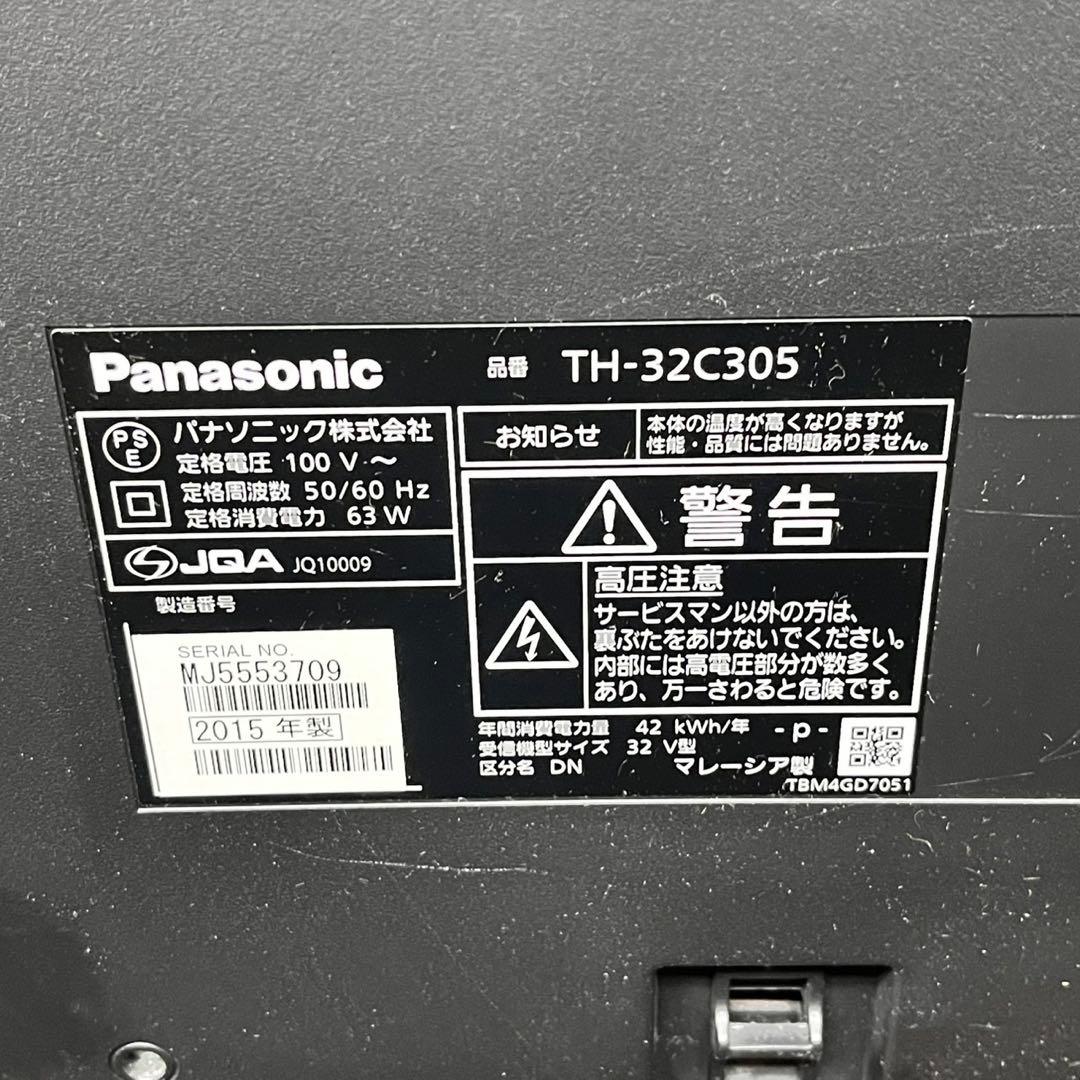 Panasonic
品番 TH-32C305
PSE
パナソニック株式会社
定格電圧 100 V ~
定格周波数 50/60 Hz
定格消費電力 63 W
JQA JQ10009
製造番号
SERIAL NO.
MJ5553709
2015 年製
お知らせ
本体の温度が高くなりますが
性能・品質には問題ありません。
警告
高圧注意
サービスマン以外の方は、
裏ぶたをあけないでください。
内部には高電圧部分が数多く
あり、万一さわると危険です。
年間消費電力量 42 kWh/年 - p -
受信機型サイズ 32 V型
区分名 DN マレーシア製
TBM4GD7051